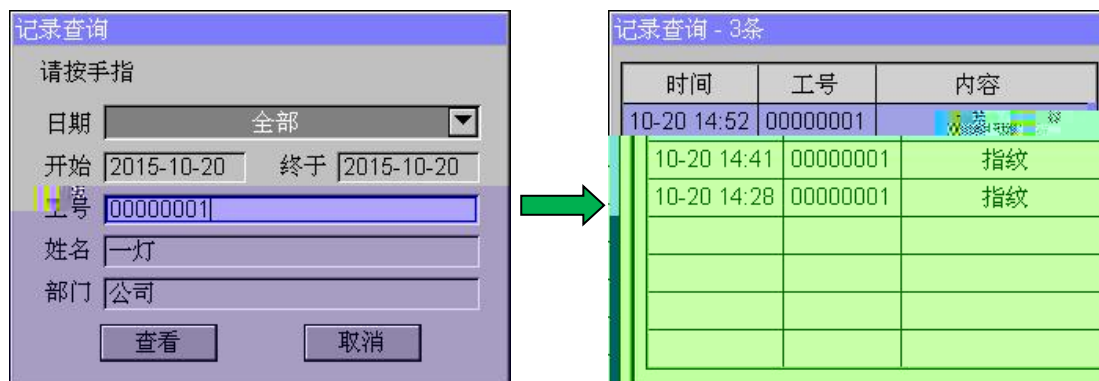 记录查询
请按手指
日期 全部
开始 2015-10-20 终于 2015-10-20
工号 00000001
姓名 一灯
部门 公司
查看 取消
记录查询 - 3条
时间 工号 内容
10-20 14:52 00000001
10-20 14:41 00000001 指纹
10-20 14:28 00000001 指纹